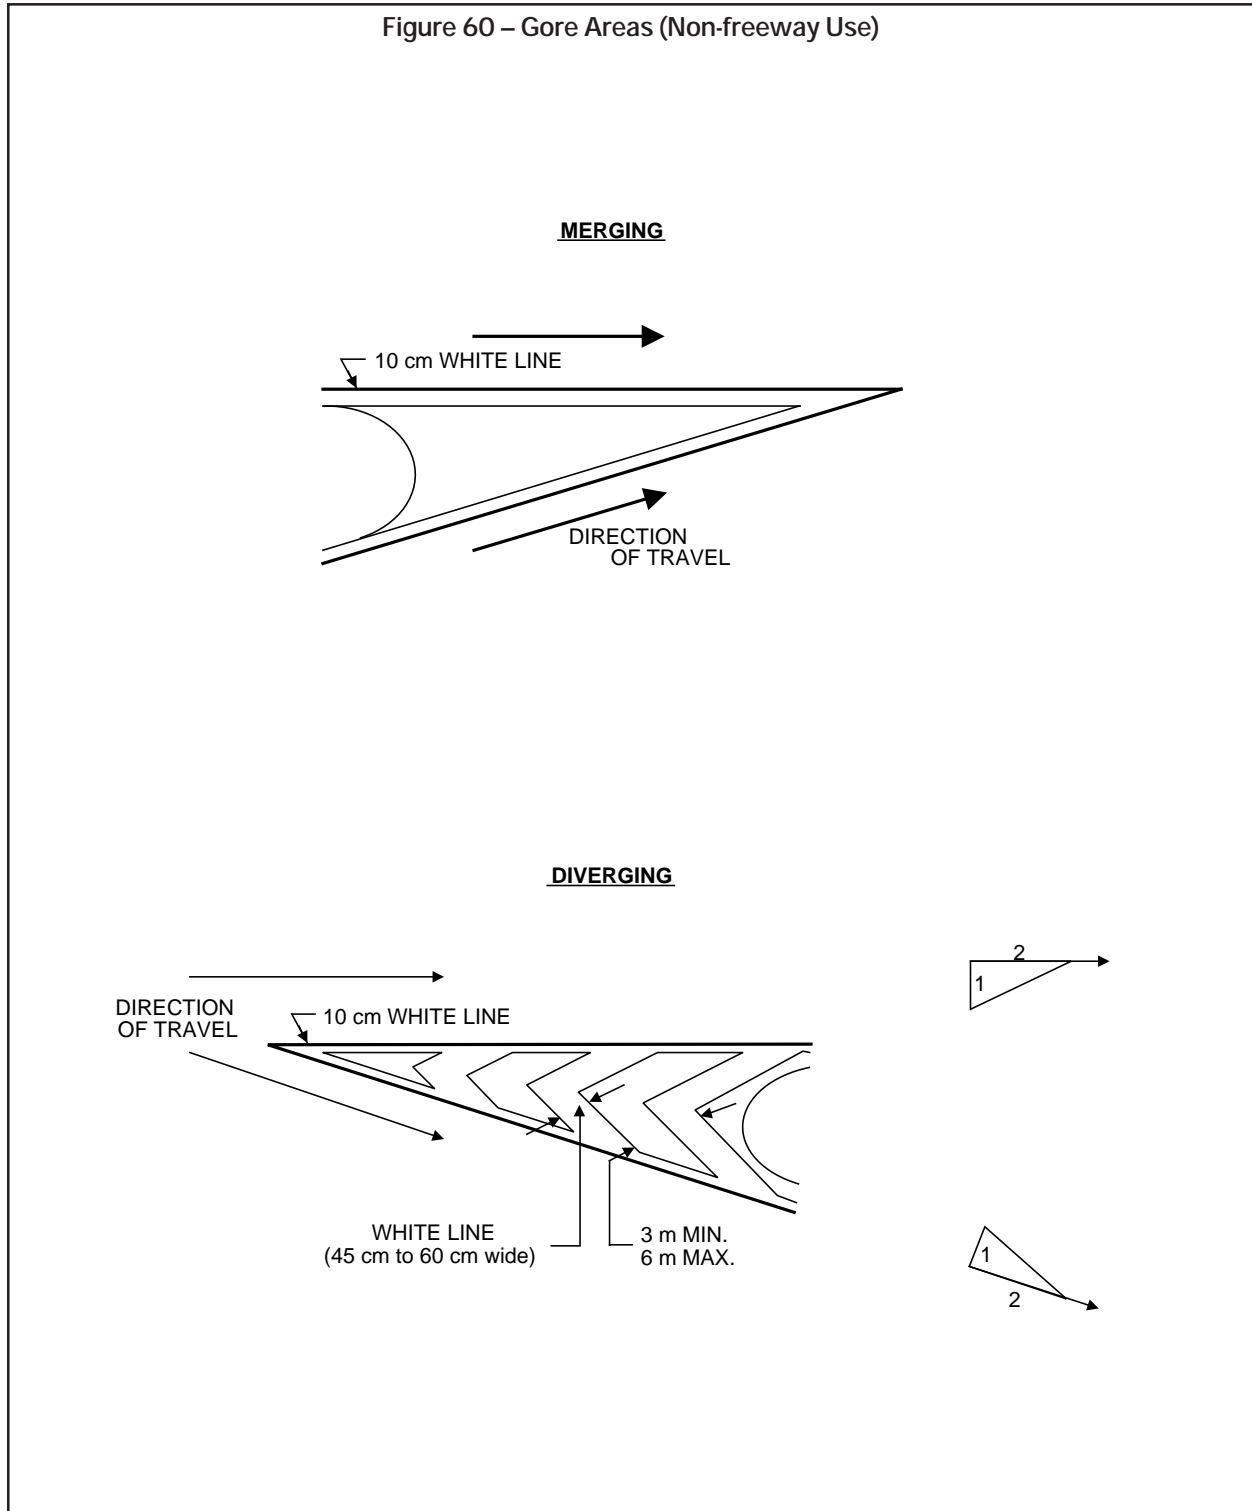 Figure 60 – Gore Areas (Non-freeway Use)
MERGING
10 cm WHITE LINE
DIRECTION
OF TRAVEL
DIVERGING
2
1
DIRECTION
OF TRAVEL
10 cm WHITE LINE
WHITE LINE
(45 cm to 60 cm wide)
3 m MIN.
6 m MAX.
1
2